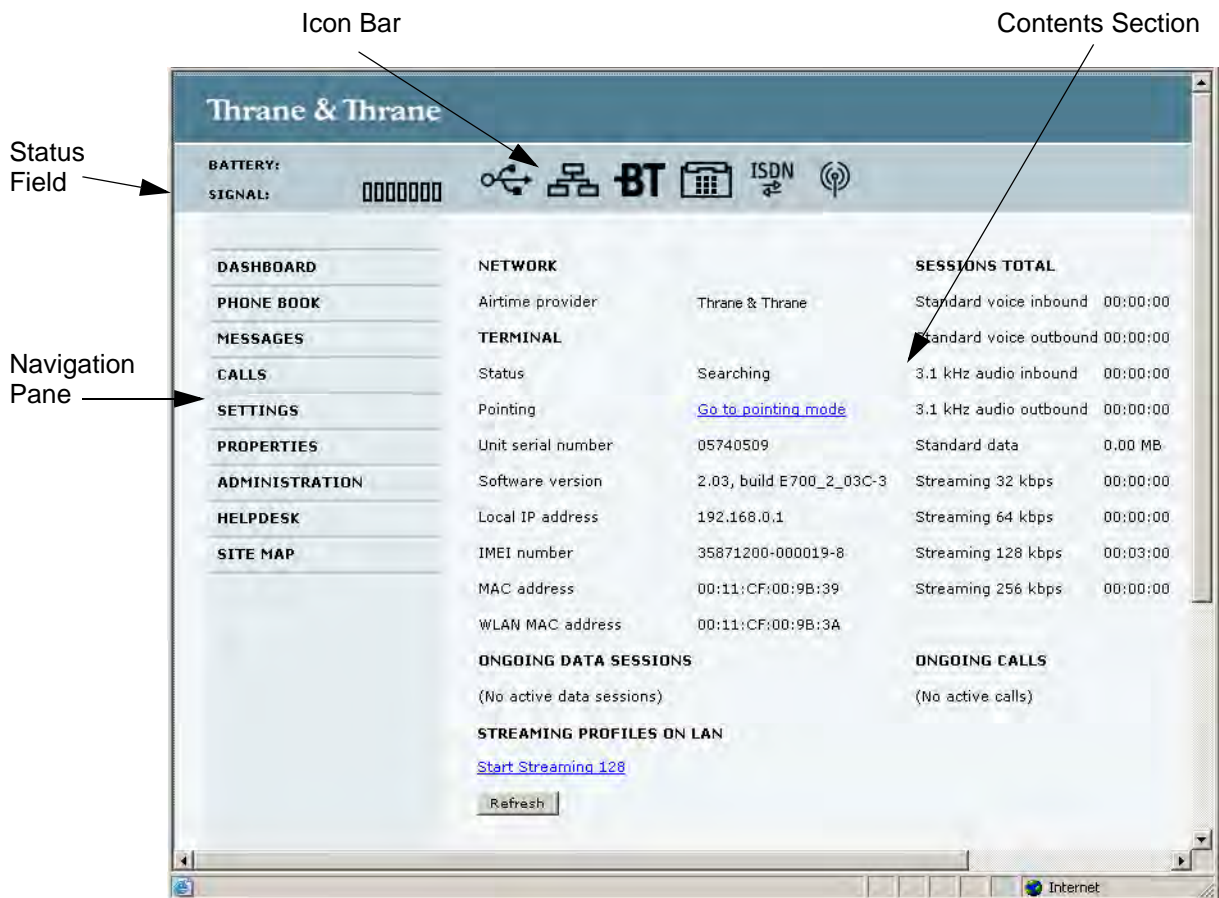 Icon Bar
Contents Section
Thrane & Thrane
Status
Field
BATTERY:
SIGNAL:
BT
ISDN
Navigation
Pane
DASHBOARD
PHONE BOOK
MESSAGES
CALLS
SETTINGS
PROPERTIES
ADMINISTRATION
HELPDESK
SITE MAP
NETWORK
Airtime provider Thrane & Thrane
TERMINAL
Status Searching
Pointing Go to pointing mode
Unit serial number 05740509
Software version 2.03, build E700_2_03C-3
Local IP address 192.168.0.1
IMEI number 35871200-000019-8
MAC address 00:11:CF:00:9B:39
WLAN MAC address 00:11:CF:00:9B:3A
ONGOING DATA SESSIONS
(No active data sessions)
STREAMING PROFILES ON LAN
Start Streaming 128
Refresh
SESSIONS TOTAL
Standard voice inbound 00:00:00
Standard voice outbound 00:00:00
3.1 kHz audio inbound 00:00:00
3.1 kHz audio outbound 00:00:00
Standard data 0.00 MB
Streaming 32 kbps 00:00:00
Streaming 64 kbps 00:00:00
Streaming 128 kbps 00:03:00
Streaming 256 kbps 00:00:00
ONGOING CALLS
(No active calls)
Internet